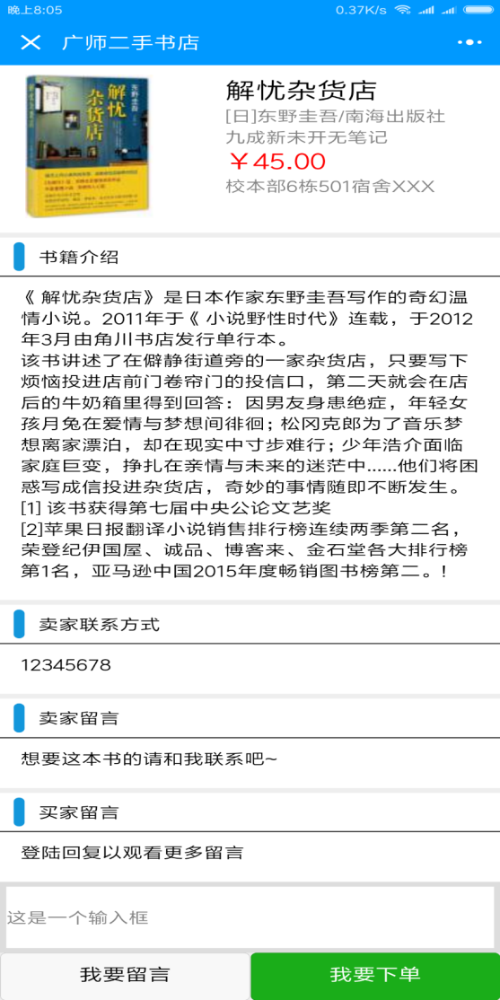 晚上8:05
0.37K/s
广师二手书店
解忧杂货店
东野圭吾
解忧杂货店
[日]东野圭吾/南海出版社
九成新未开无笔记
￥45.00
校本部6栋501宿舍XXX
书籍介绍
《 解忧杂货店》是日本作家东野圭吾写作的奇幻温
情小说。2011年于《 小说野性时代》连载，于2012
年3月由角川书店发行单行本。
该书讲述了在僻静街道旁的一家杂货店，只要写下
烦恼投进店前门卷帘门的投信口，第二天就会在店
后的牛奶箱里得到回答：因男友身患绝症，年轻女
孩月兔在爱情与梦想间徘徊；松冈克郎为了音乐梦
想离家漂泊，却在现实中寸步难行；少年浩介面临
家庭巨变，挣扎在亲情与未来的迷茫中......他们将困
惑写成信投进杂货店，奇妙的事情随即不断发生。
[1] 该书获得第七届中央公论文艺奖
[2]苹果日报翻译小说销售排行榜连续两季第二名，
荣登纪伊国屋、诚品、博客来、金石堂各大排行榜
第1名，亚马逊中国2015年度畅销图书榜第二。!
卖家联系方式
12345678
卖家留言
想要这本书的请和我联系吧~
买家留言
登陆回复以观看更多留言
这是一个输入框
我要留言
我要下单